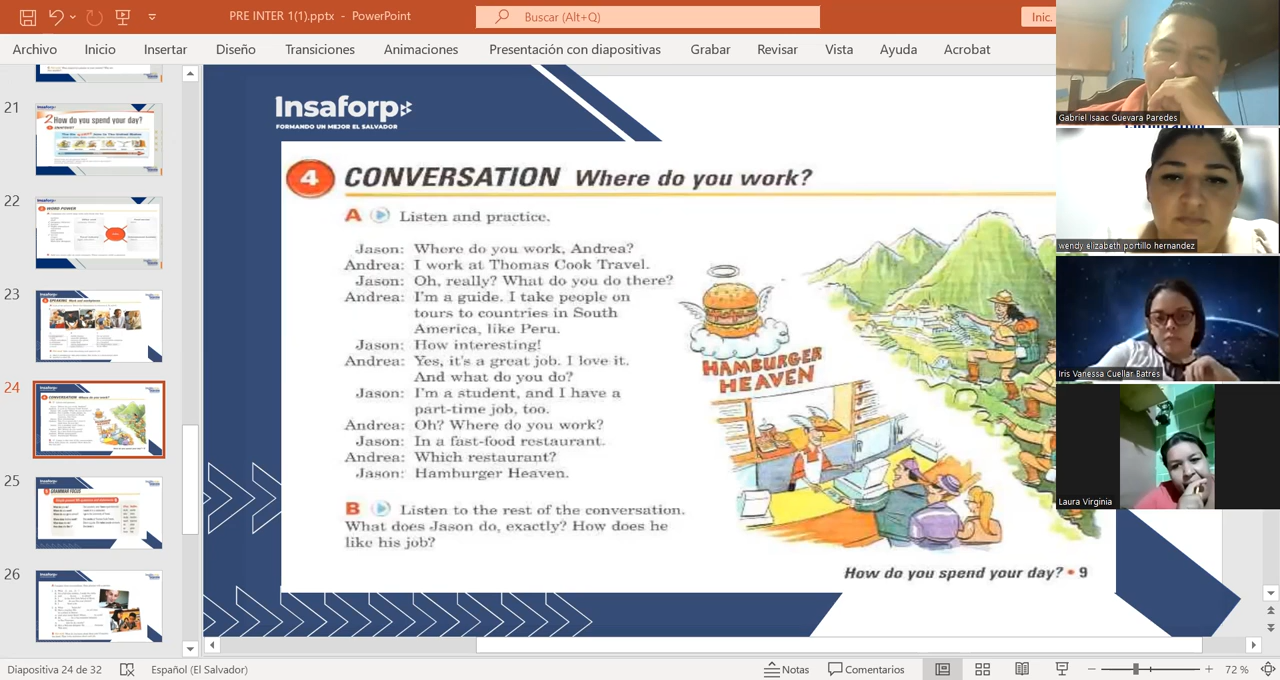 PRE INTER 1(1).pptx - PowerPoint
Buscar (Alt+Q)
Inic.
Archivo Inicio Insertar Diseño Transiciones Animaciones Presentación con diapositivas Grabar Revisar Vista Ayuda Acrobat
21
2 How do you spend your day?
22
23
24
25
26
Insaforp
FORMANDO UN MEJOR EL SALVADOR
4 CONVERSATION Where do you work?
A Listen and prectice.
Jason: Where do you work, Andrea?
Andrea: I work at Thomas Cook Travel.
Jason: Oh, really? What do you do there?
Andrea: I'm a guide. I take people on
tours to countries in South
America, like Peru.
Jason: How interesting!
Andrea: Yes, it's a great job. I love it.
And what do you do?
Jason: I'm a student, and I have a
part-time job, too.
Andrea: Oh? Where do you work?
Jason: In a fast-food restaurant.
Andrea: Which restaurant?
Jason: Hamburger Heaven.
B Listen to the rest of the conversation.
What does Jason do, exactly? How does he
like his job?
HAMBURGER
HEAVEN
How do you spend your day? • 9
Gabriel Isaac Guevara Paredes
wendy elizabeth portillo hernandez
Iris Vanessa Cuellar Batres
Laura Virginia
Diapositiva 24 de 32
Español (El Salvador)
Notas
Comentarios
72 %